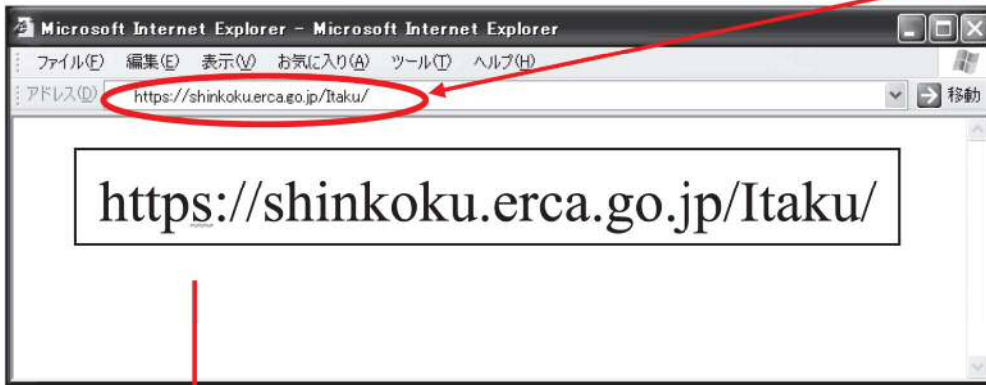 Microsoft Internet Explorer - Microsoft Internet Explorer
ファイル(F) 編集(E) 表示(V) お気に入り(A) ツール(T) ヘルプ(H)
アドレス(D) https://shinkoku.erca.go.jp/Itaku/ 移動
https://shinkoku.erca.go.jp/Itaku/